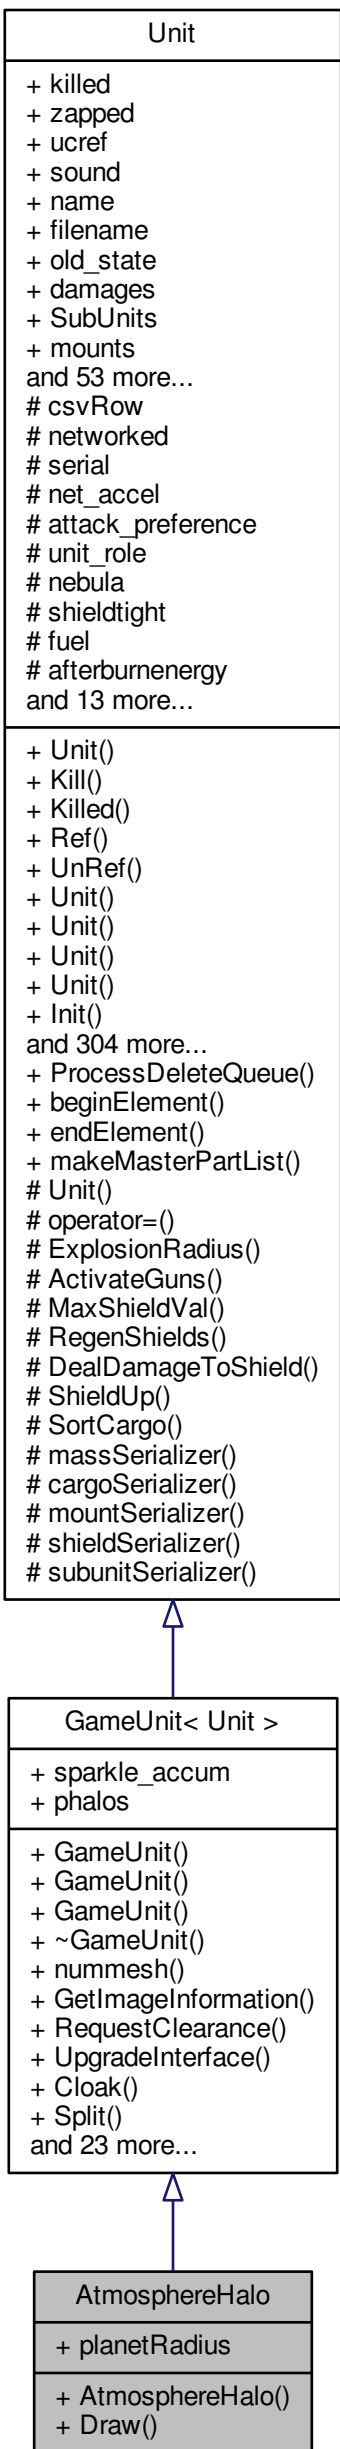 Unit
+ killed
+ zapped
+ ucref
+ sound
+ name
+ filename
+ old_state
+ damages
+ SubUnits
+ mounts
and 53 more...
# csvRow
# networked
# serial
# net_accel
# attack_preference
# unit_role
# nebula
# shieldtight
# fuel
# afterburnenergy
and 13 more...
+ Unit()
+ Kill()
+ Killed()
+ Ref()
+ UnRef()
+ Unit()
+ Unit()
+ Unit()
+ Unit()
+ Init()
and 304 more...
+ ProcessDeleteQueue()
+ beginElement()
+ endElement()
+ makeMasterPartList()
# Unit()
# operator=()
# ExplosionRadius()
# ActivateGuns()
# MaxShieldVal()
# RegenShields()
# DealDamageToShield()
# ShieldUp()
# SortCargo()
# massSerializer()
# cargoSerializer()
# mountSerializer()
# shieldSerializer()
# subunitSerializer()
GameUnit< Unit >
+ sparkle_accum
+ phalos
+ GameUnit()
+ GameUnit()
+ GameUnit()
+ ~GameUnit()
+ nummesh()
+ GetImageInformation()
+ RequestClearance()
+ UpgradeInterface()
+ Cloak()
+ Split()
and 23 more...
AtmosphereHalo
+ planetRadius
+ AtmosphereHalo()
+ Draw()